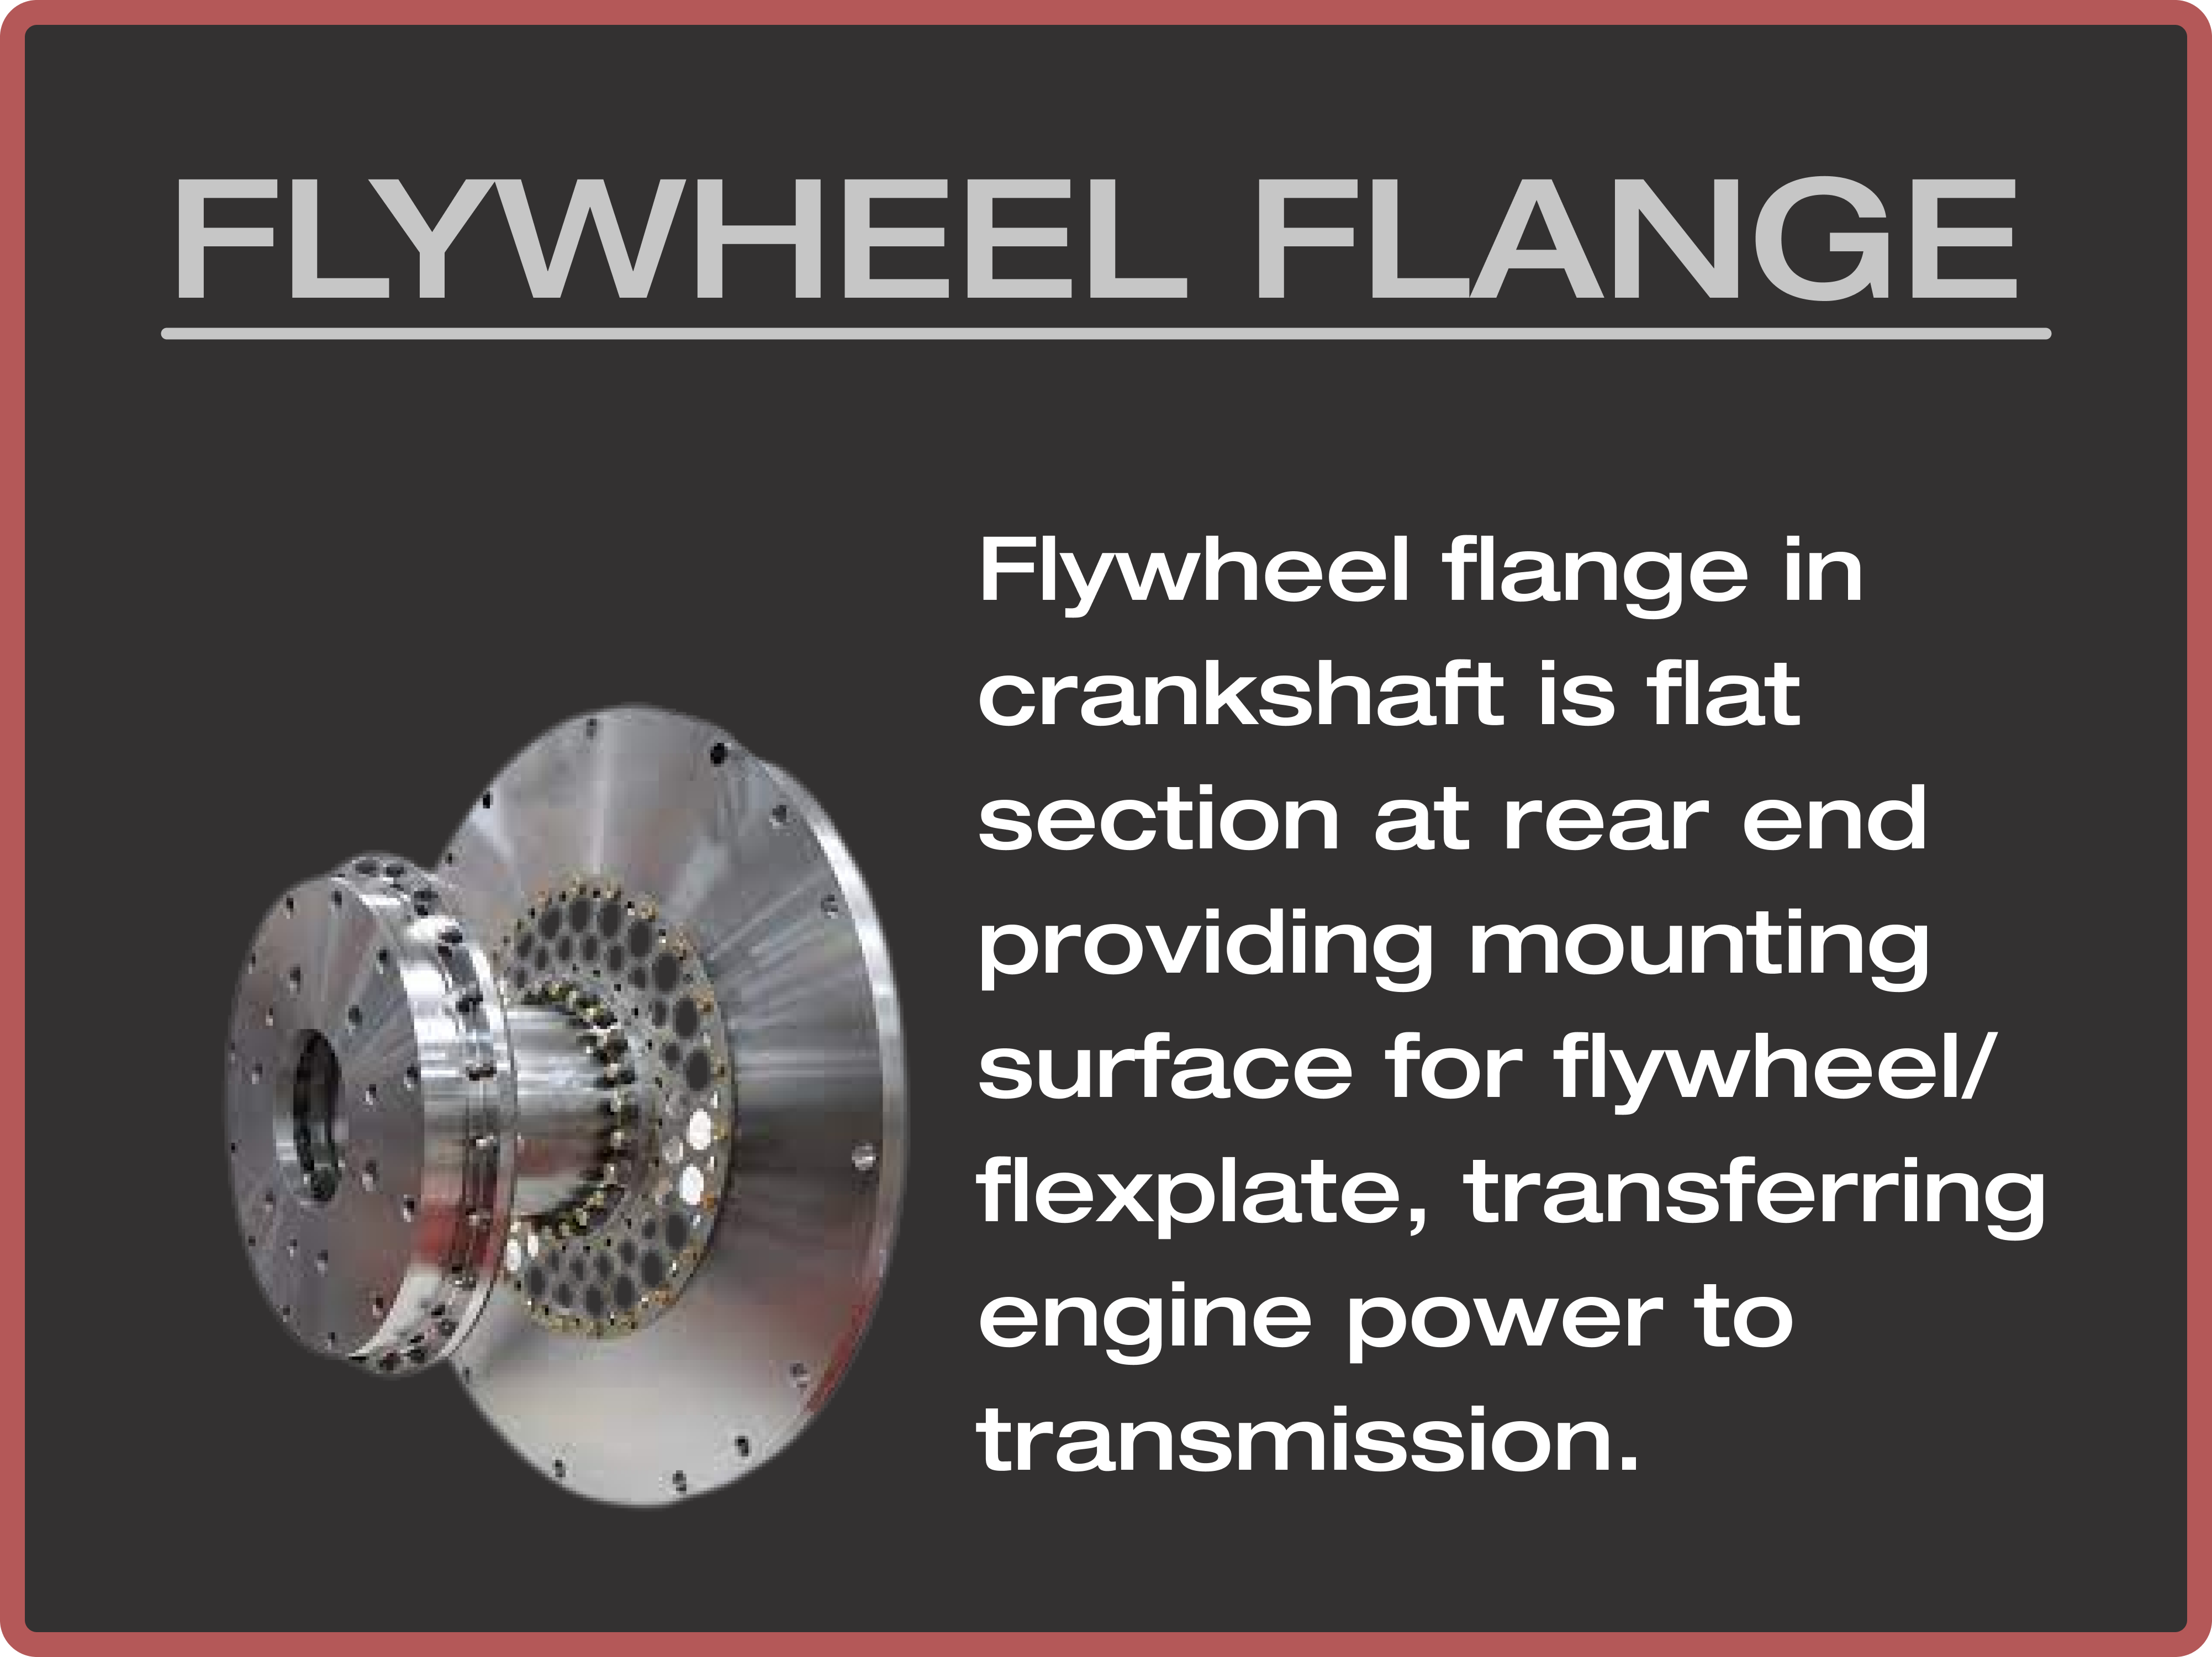 FLYWHEEL FLANGE
Flywheel flange in
crankshaft is flat
section at rear end
providing mounting
surface for flywheel/
flexplate, transferring
engine power to
transmission.